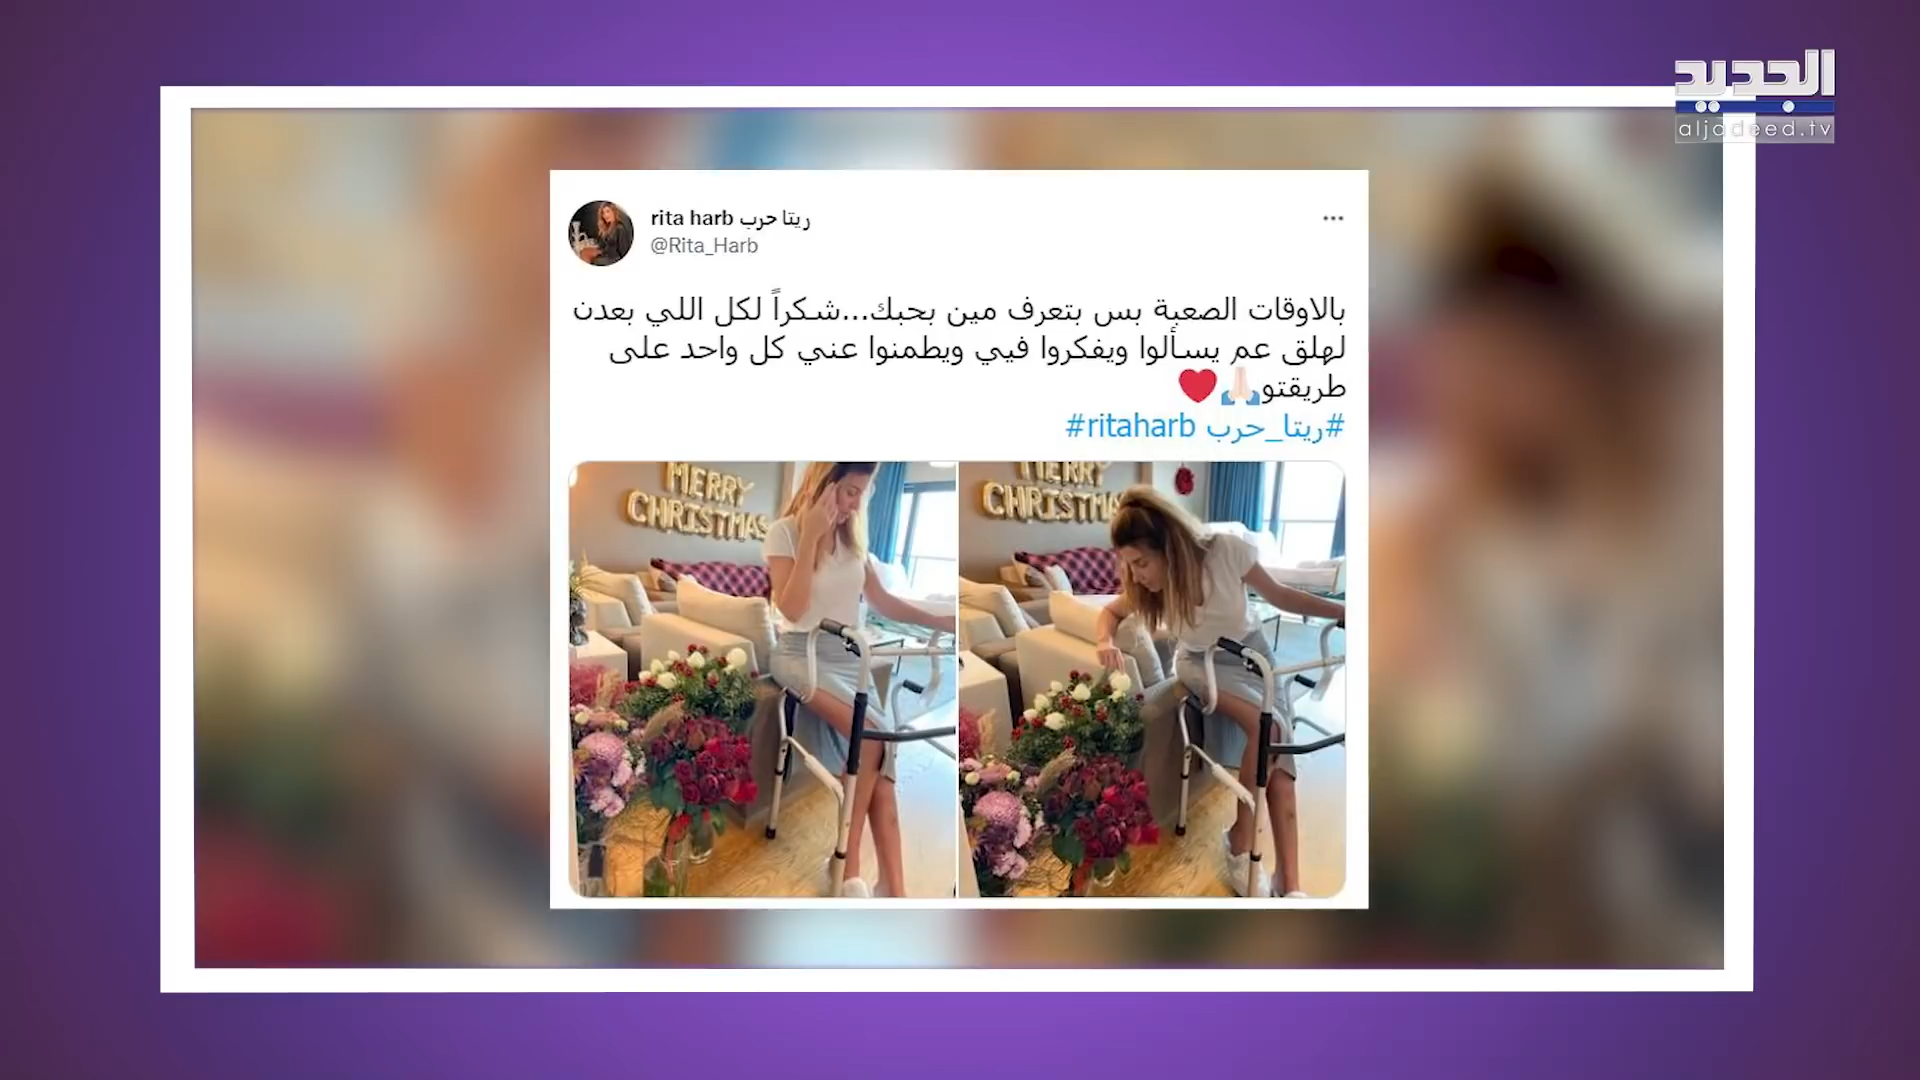 الجديد
aljadeed.tv
rita harb ريتا حرب
@Rita_Harb
بالاوقات الصعبة بس بتعرف مين بحبك...شكراً لكل اللي بعدن
لهلق عم يسألوا ويفكروا فيي ويطمنوا عني كل واحد على
طريقتو🙏🏻❤️
#ريتا_حرب #ritaharb
MERRY
CHRISTMAS
MERRY
CHRISTMA